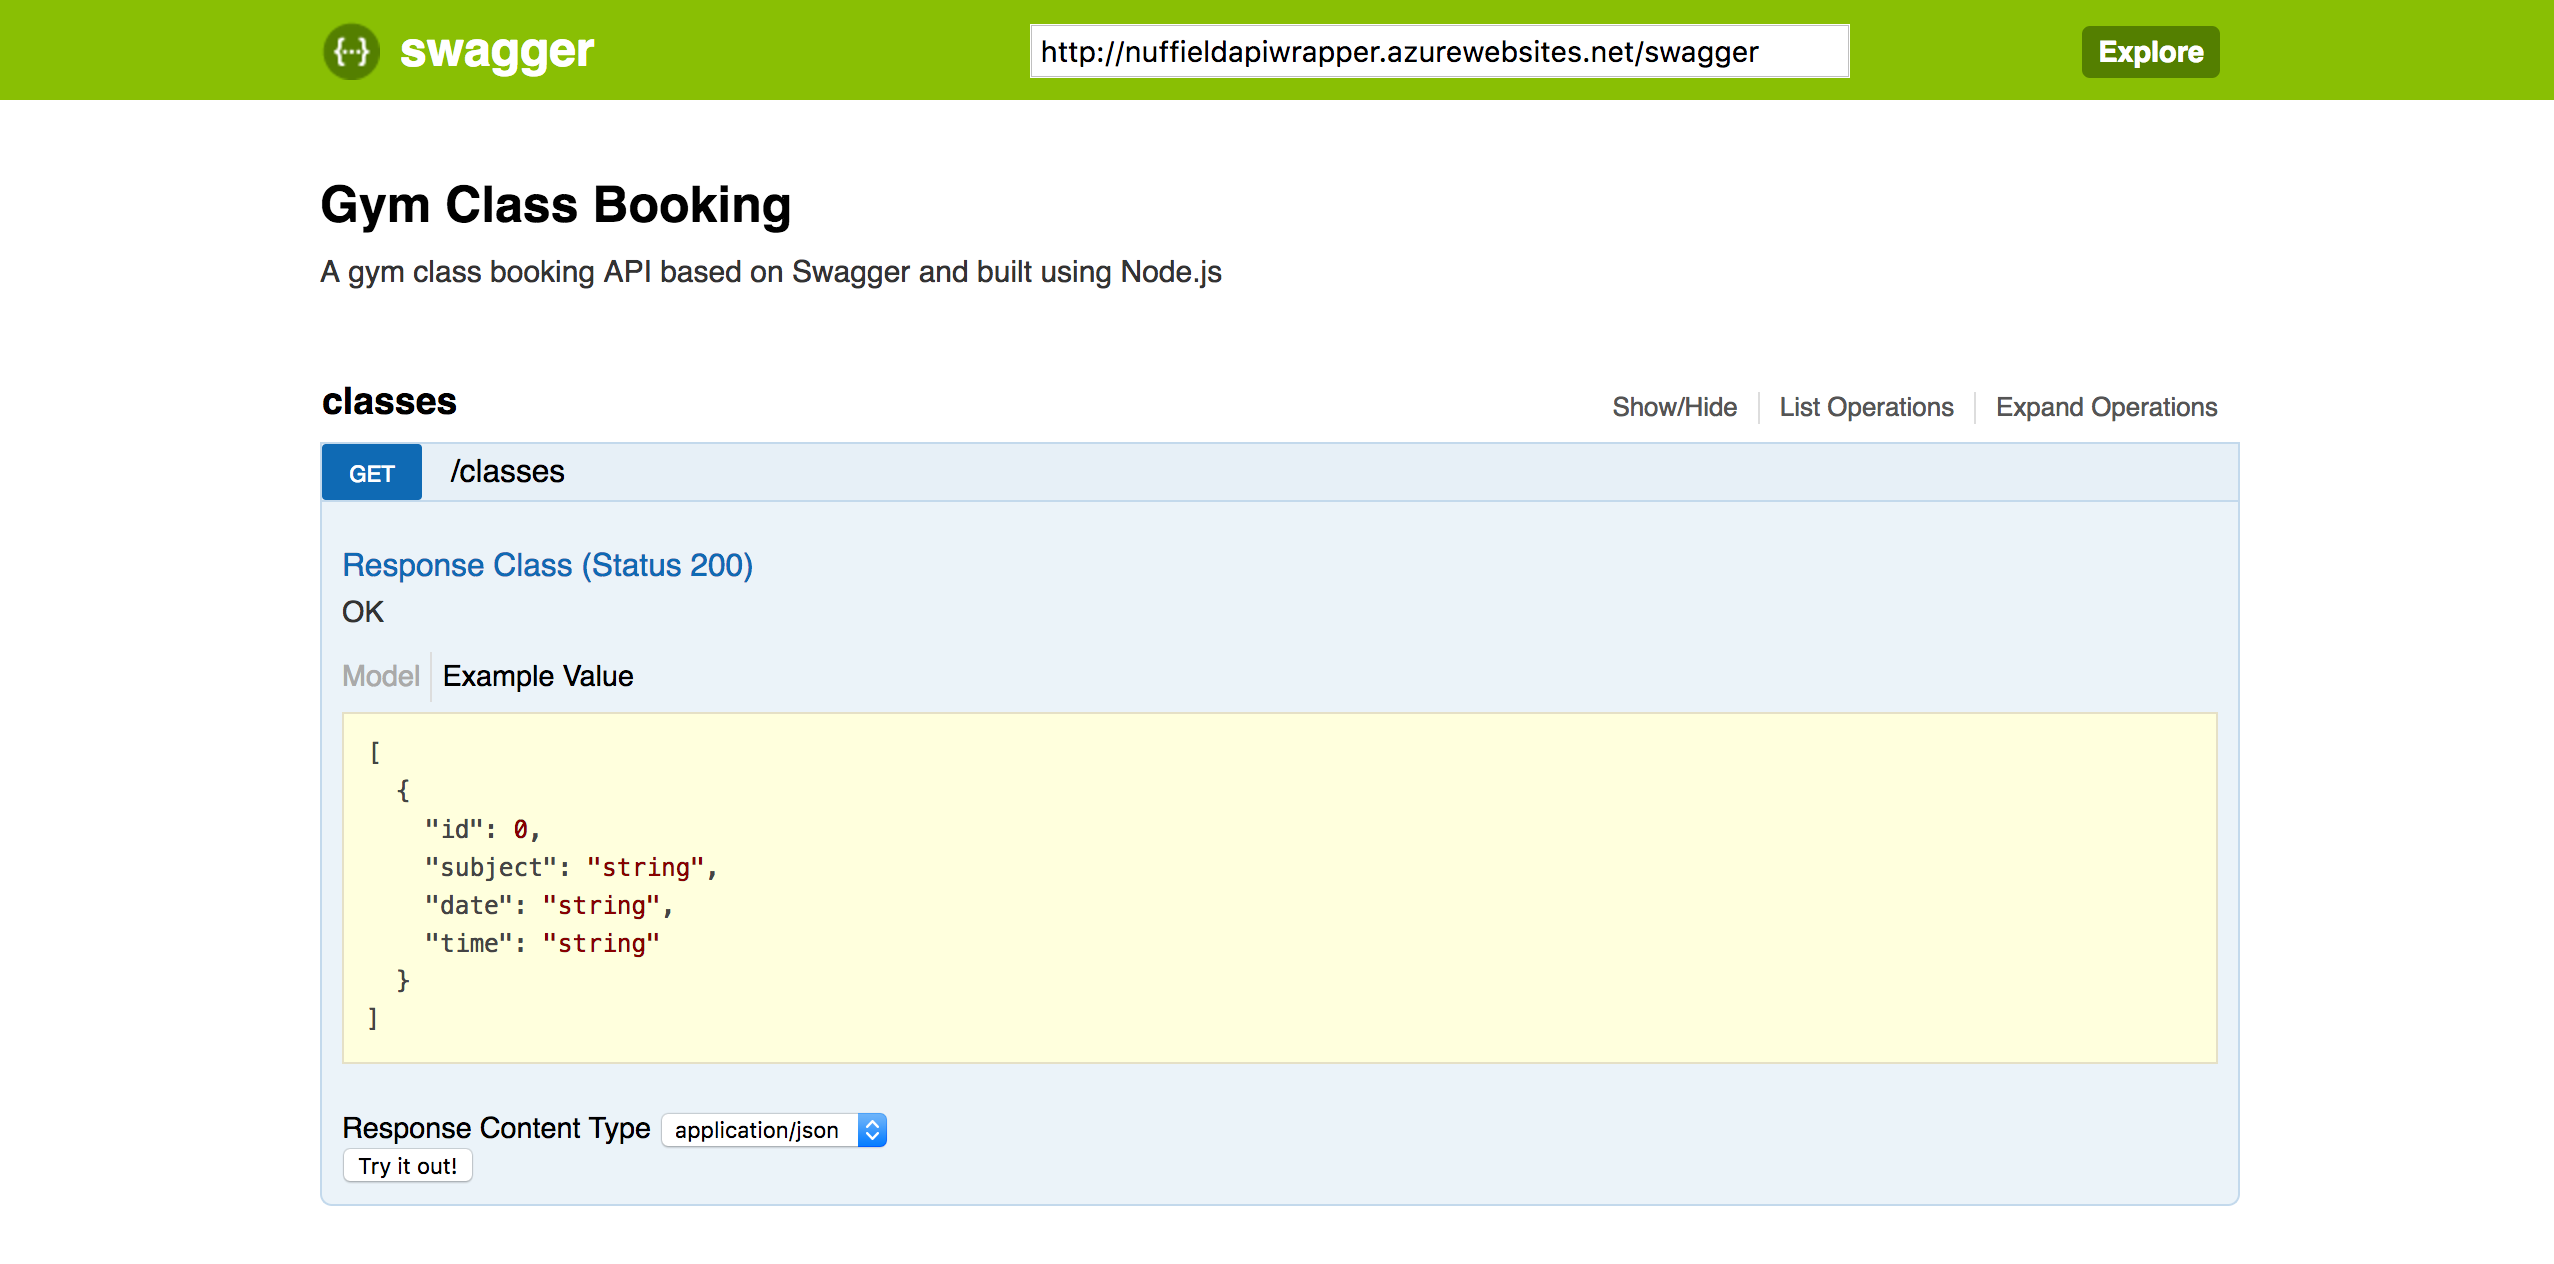 {···} swagger
http://nuffieldapiwrapper.azurewebsites.net/swagger
Explore
Gym Class Booking
A gym class booking API based on Swagger and built using Node.js
classes
Show/Hide
List Operations
Expand Operations
GET /classes
Response Class (Status 200)
OK
Model Example Value
[
  {
    "id": 0,
    "subject": "string",
    "date": "string",
    "time": "string"
  }
]
Response Content Type application/json
Try it out!